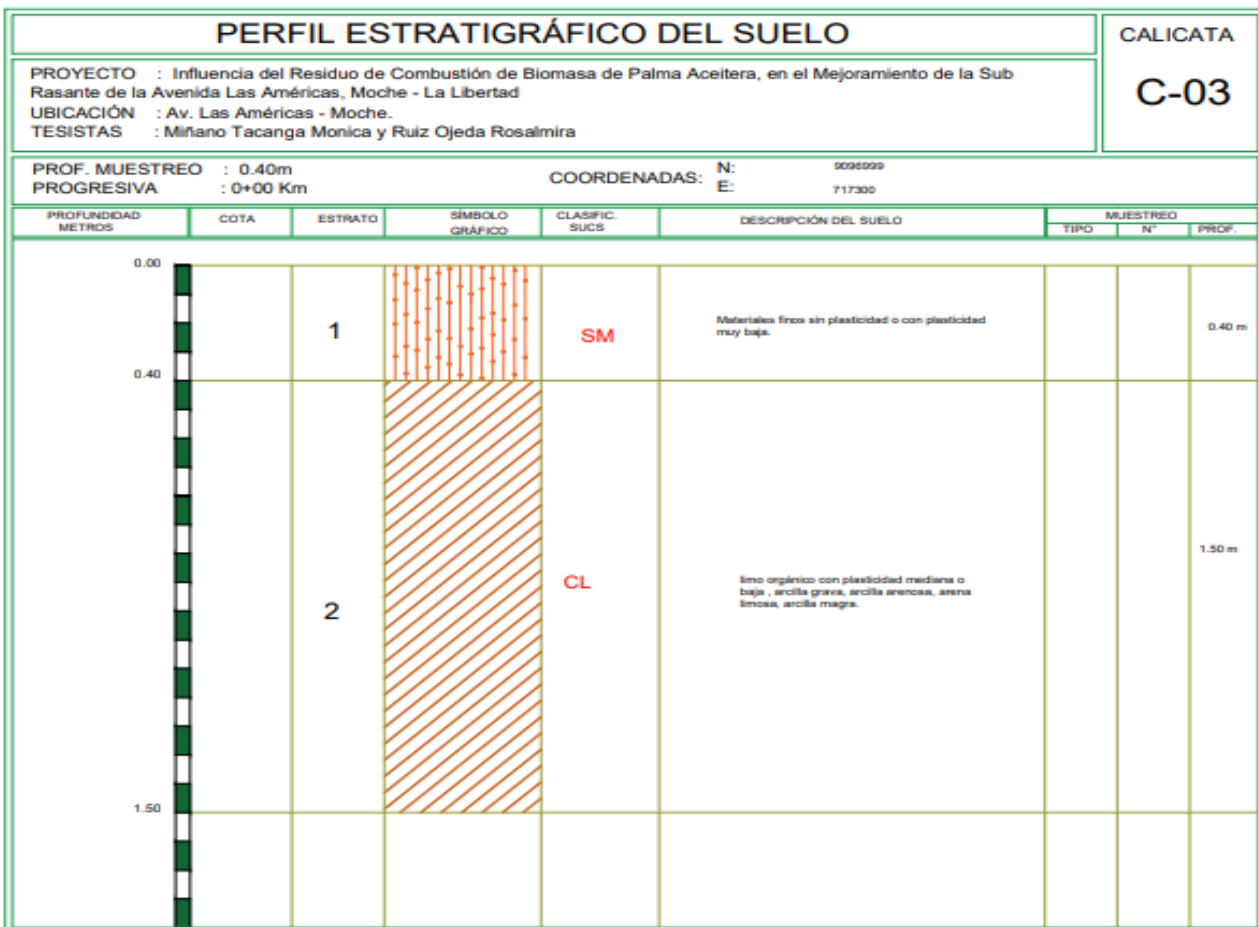 PERFIL ESTRATIGRÁFICO DEL SUELO
CALICATA
C-03
PROYECTO : Influencia del Residuo de Combustión de Biomasa de Palma Aceitera, en el Mejoramiento de la Sub
Rasante de la Avenida Las Américas, Moche - La Libertad
UBICACIÓN : Av. Las Américas - Moche.
TESISTAS : Miñano Tacanga Monica y Ruiz Ojeda Rosalmira
PROF. MUESTREO : 0.40m
PROGRESIVA : 0+00 Km
COORDENADAS:
N: 9096999
E: 717300
PROFUNDIDAD METROS
COTA
ESTRATO
SÍMBOLO GRÁFICO
CLASIFIC. SUCS
DESCRIPCIÓN DEL SUELO
MUESTREO
TIPO N° PROF.
0.00
1
SM
Materiales finos sin plasticidad o con plasticidad
muy baja.
0.40 m
0.40
2
CL
limo orgánico con plasticidad mediana o
baja , arcilla grava, arcilla arenosa, arena
limosa, arcilla magra.
1.50 m
1.50